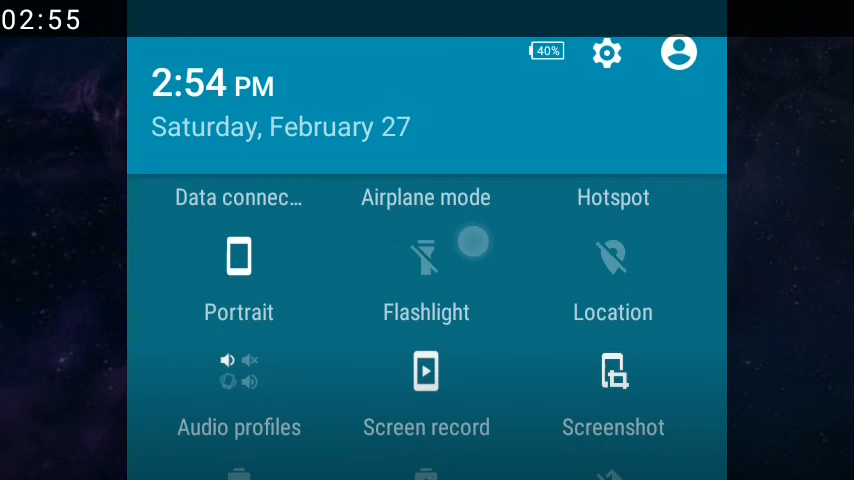 02:55
40%
2:54 PM
Saturday, February 27
Data connec...
Airplane mode
Hotspot
Portrait
Flashlight
Location
Audio profiles
Screen record
Screenshot